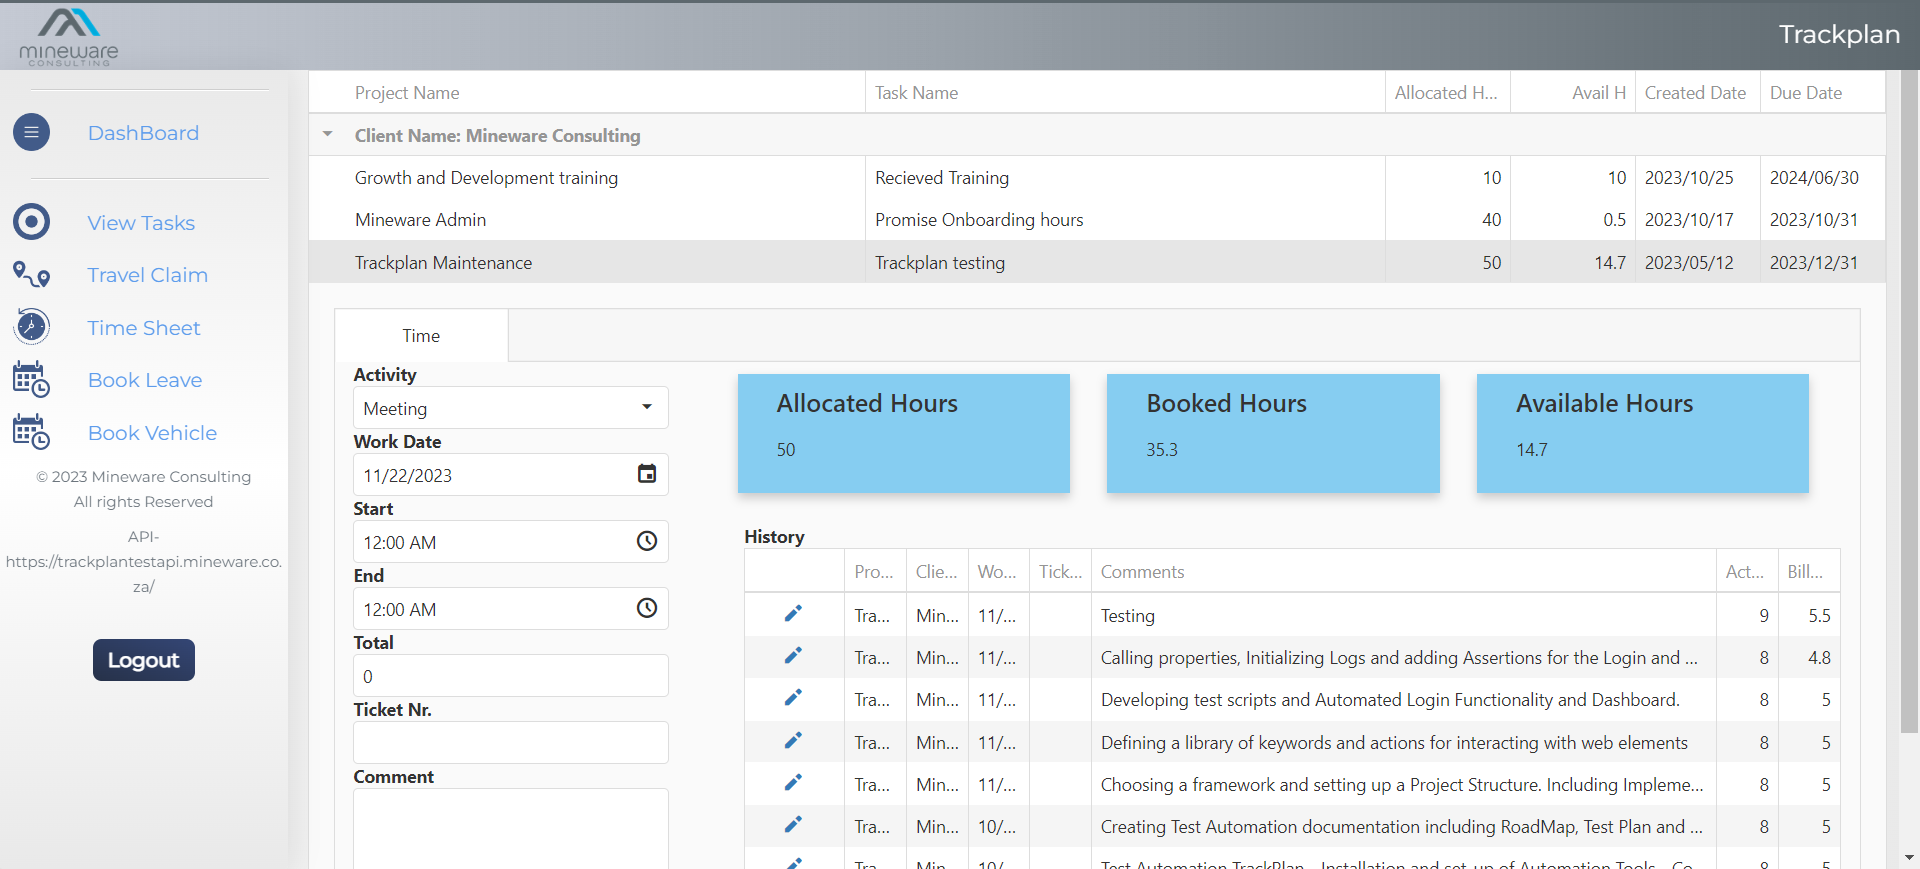 mineware
CONSULTING
Trackplan
DashBoard
View Tasks
Travel Claim
Time Sheet
Book Leave
Book Vehicle
© 2023 Mineware Consulting
All rights Reserved
API-
https://trackplantestapi.mineware.co.
za/
Logout
Project Name Task Name Allocated H... Avail H Created Date Due Date
Client Name: Mineware Consulting
Growth and Development training Recieved Training 10 10 2023/10/25 2024/06/30
Mineware Admin Promise Onboarding hours 40 0.5 2023/10/17 2023/10/31
Trackplan Maintenance Trackplan testing 50 14.7 2023/05/12 2023/12/31
Time
Activity
Meeting
Work Date
11/22/2023
Start
12:00 AM
End
12:00 AM
Total
0
Ticket Nr.
Comment
Allocated Hours
50
Booked Hours
35.3
Available Hours
14.7
History
Pro... Clie... Wo... Tick... Comments Act... Bill...
Tra... Min... 11/... Testing 9 5.5
Tra... Min... 11/... Calling properties, Initializing Logs and adding Assertions for the Login and ... 8 4.8
Tra... Min... 11/... Developing test scripts and Automated Login Functionality and Dashboard. 8 5
Tra... Min... 11/... Defining a library of keywords and actions for interacting with web elements 8 5
Tra... Min... 11/... Choosing a framework and setting up a Project Structure. Including Impleme... 8 5
Tra... Min... 10/... Creating Test Automation documentation including RoadMap, Test Plan and ... 8 5
Tra... Min... 10/... Test Automation TrackPlan - Installation and set-up of Automation Tools - Co... 8 5